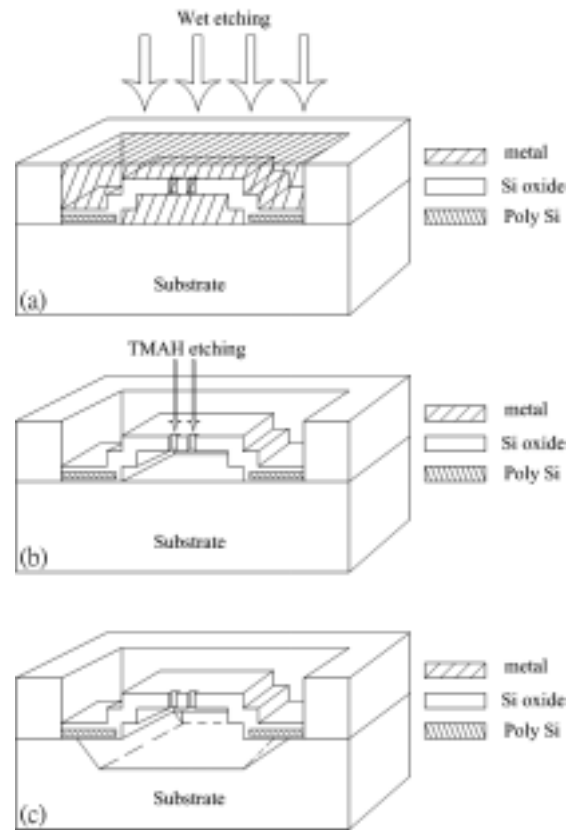 Wet etching
metal
Si oxide
Poly Si
Substrate
(a)
TMAH etching
metal
Si oxide
Poly Si
Substrate
(b)
metal
Si oxide
Poly Si
Substrate
(c)